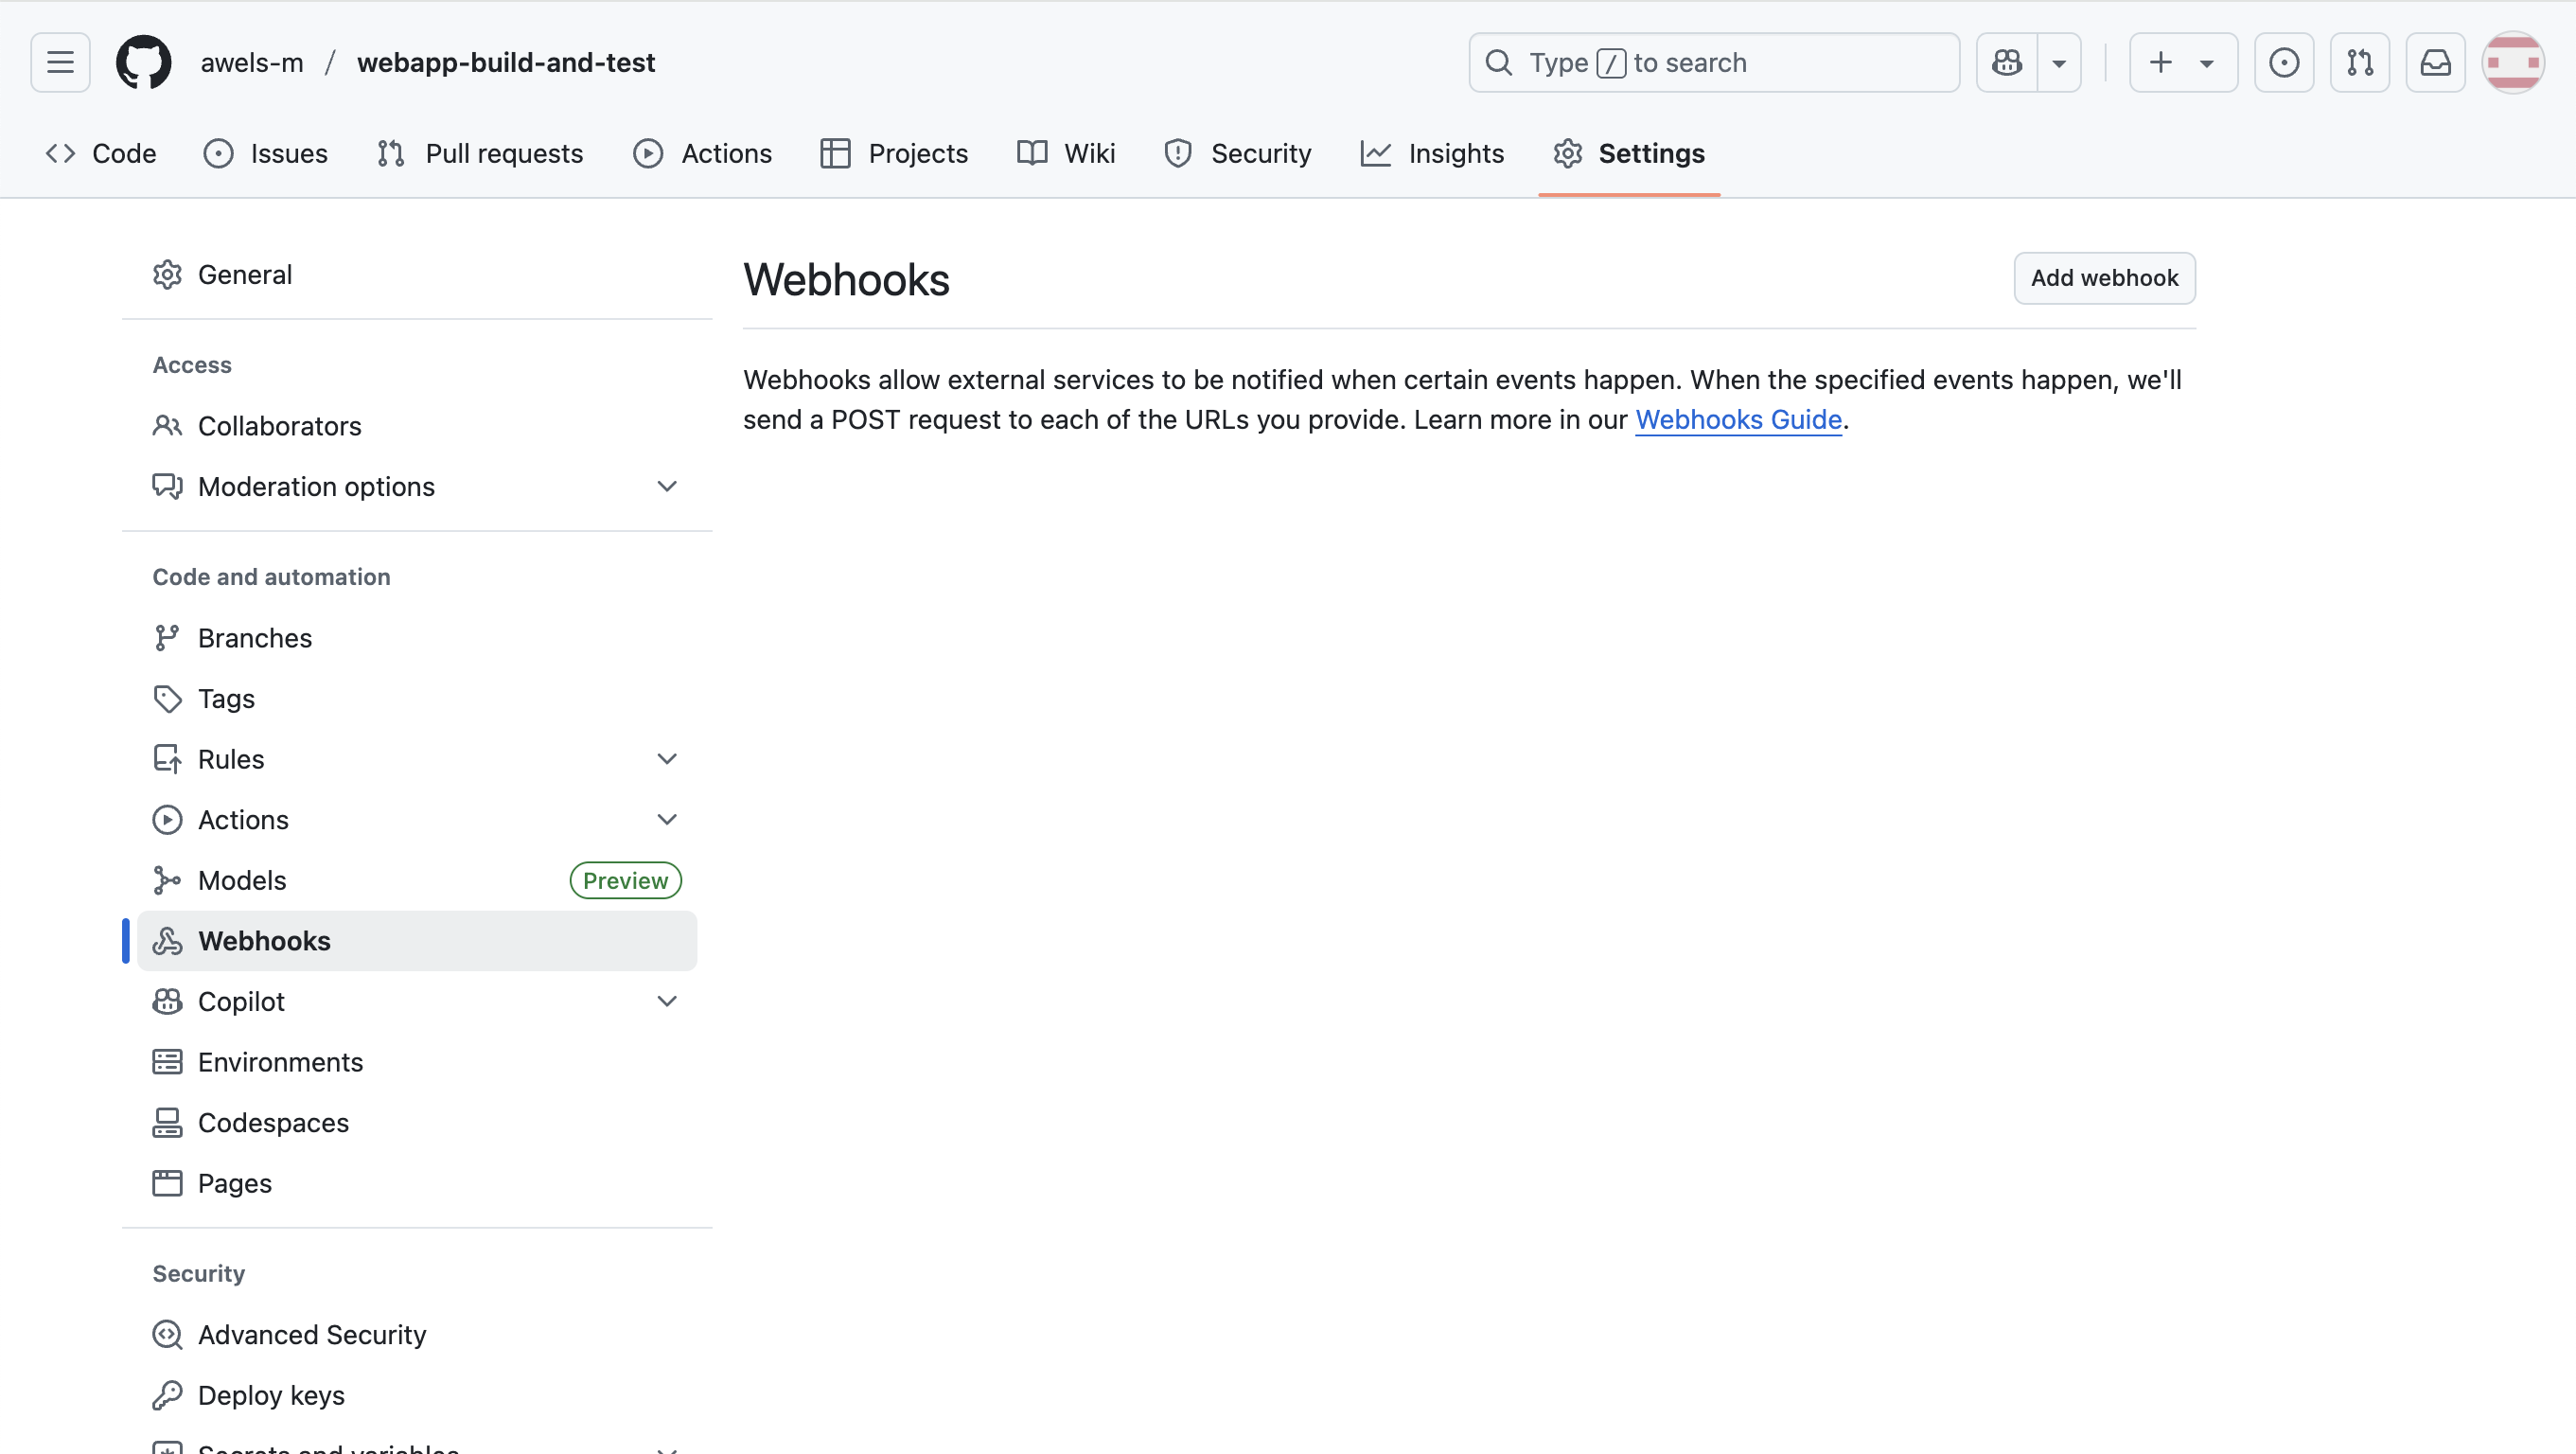 awels-m / webapp-build-and-test
Type / to search
Code
Issues
Pull requests
Actions
Projects
Wiki
Security
Insights
Settings
General
Access
Collaborators
Moderation options
Code and automation
Branches
Tags
Rules
Actions
Models Preview
Webhooks
Copilot
Environments
Codespaces
Pages
Security
Advanced Security
Deploy keys
Secrets and variables
Webhooks
Add webhook
Webhooks allow external services to be notified when certain events happen. When the specified events happen, we'll
send a POST request to each of the URLs you provide. Learn more in our Webhooks Guide.